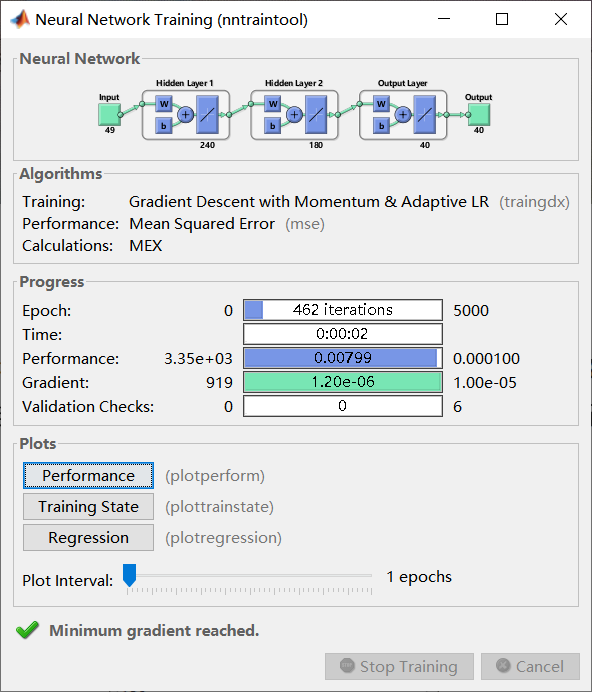 Neural Network Training (nntraintool)
Neural Network
Hidden Layer 1 Hidden Layer 2 Output Layer
Input Output
W W W
b b b
49 240 180 40 40
Algorithms
Training: Gradient Descent with Momentum & Adaptive LR (traingdx)
Performance: Mean Squared Error (mse)
Calculations: MEX
Progress
Epoch: 0 462 iterations 5000
Time: 0:00:02
Performance: 3.35e+03 0.00799 0.000100
Gradient: 919 1.20e-06 1.00e-05
Validation Checks: 0 0 6
Plots
Performance (plotperform)
Training State (plottrainstate)
Regression (plotregression)
Plot Interval: 1 epochs
Minimum gradient reached.
Stop Training Cancel